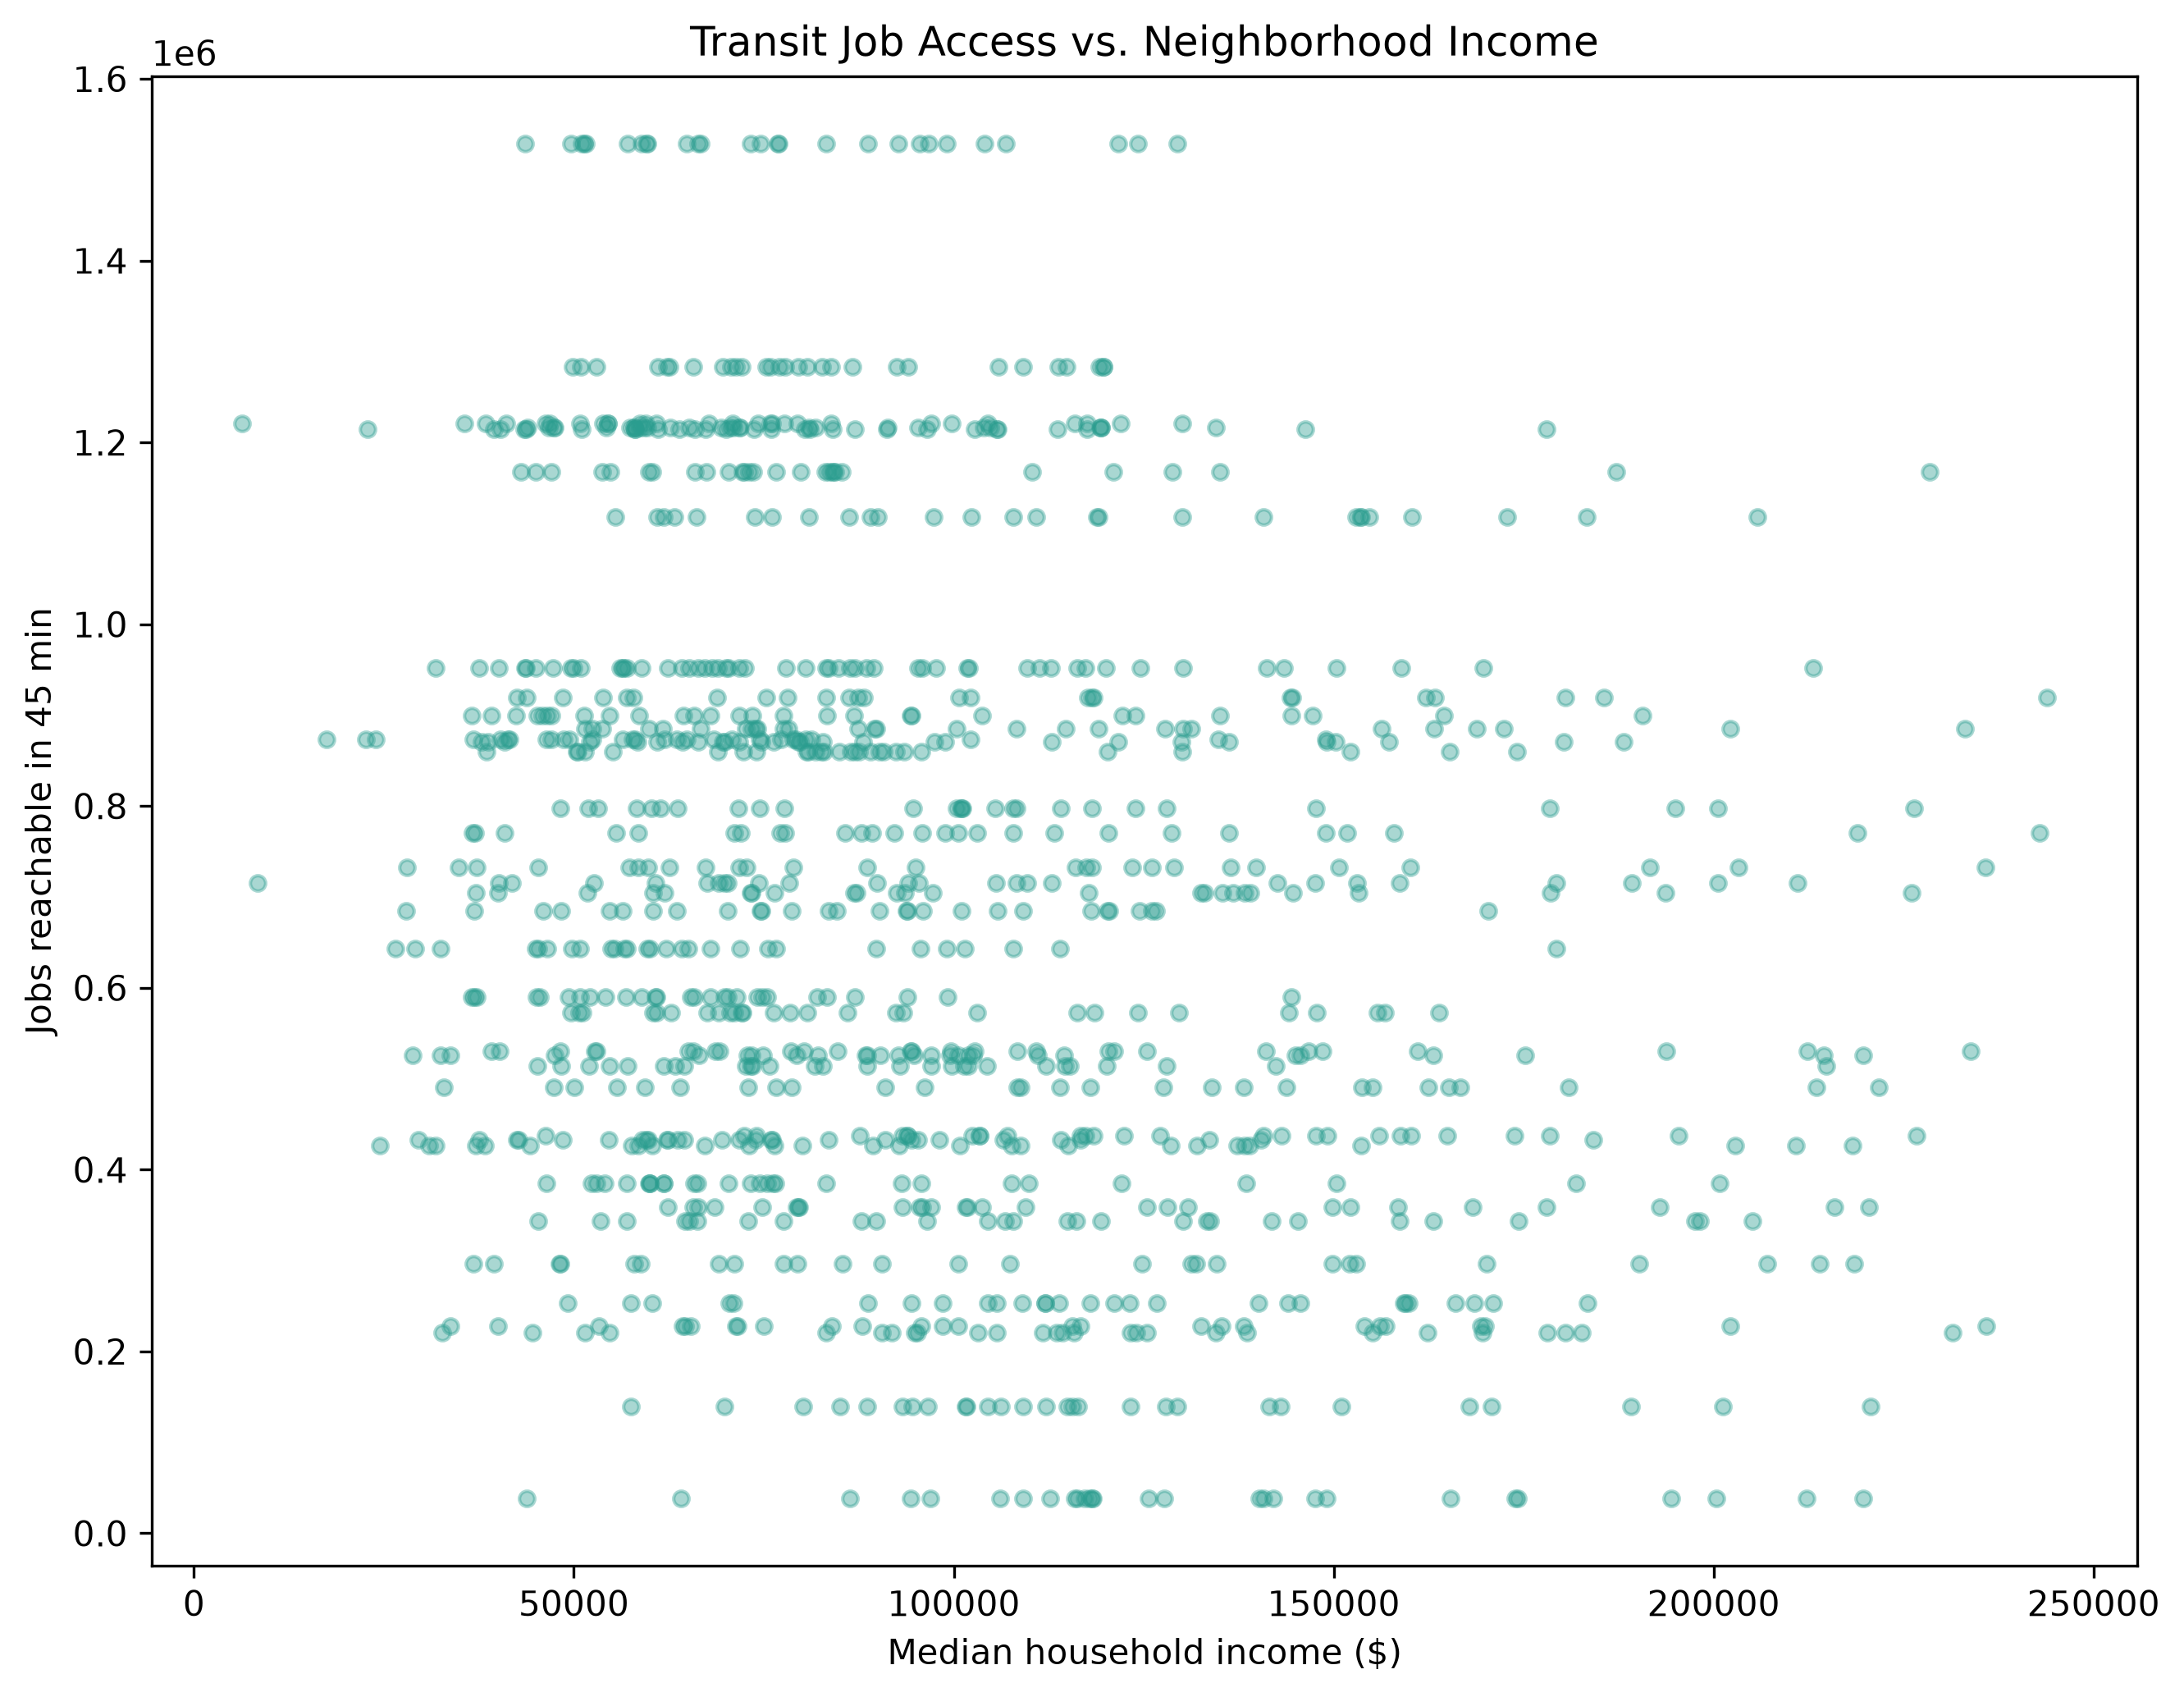 Transit Job Access vs. Neighborhood Income
1e6
1.6
1.4
1.2
1.0
0.8
0.6
0.4
0.2
0.0
Jobs reachable in 45 min
0 50000 100000 150000 200000 250000
Median household income ($)